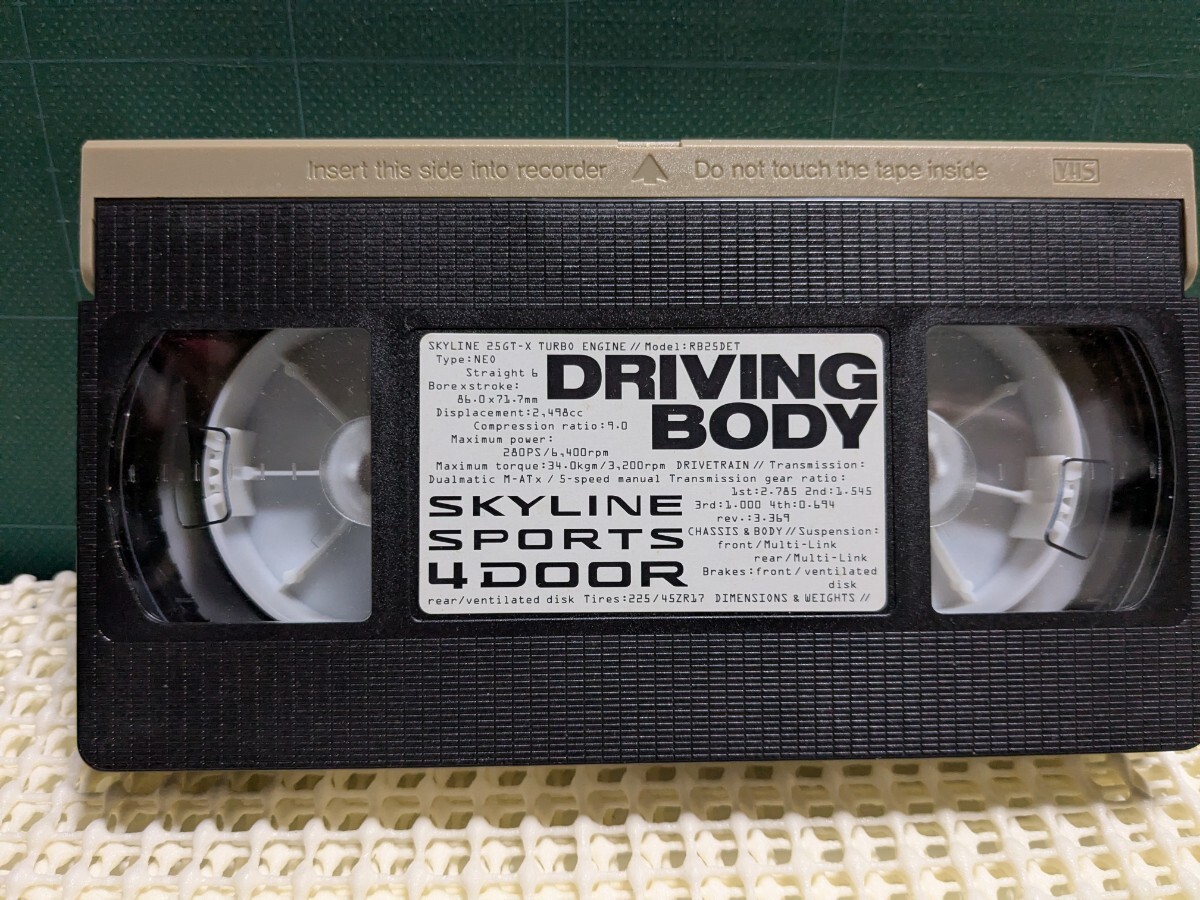 Insert this side into recorder Do not touch the tape inside VHS
SKYLINE 25GT-X TURBO ENGINE // Model:RB25DET
Type:NEO
Straight 6
Bore x stroke:
86.0x71.7mm
Displacement:2,498cc
Compression ratio:9.0
Maximum power:
280PS/6,400rpm
DRIVING
BODY
Maximum torque:34.0kgm/3,200rpm DRIVETRAIN // Transmission:
Dualmatic M-ATx / 5-speed manual Transmission gear ratio:
1st:2.785 2nd:1.545
3rd:1.000 4th:0.694
rev.:3.369
SKYLINE
SPORTS
4DOOR
CHASSIS & BODY // Suspension:
front/Multi-Link
rear/Multi-Link
Brakes:front/ventilated
disk
rear/ventilated disk Tires:225/45ZR17 DIMENSIONS & WEIGHTS //